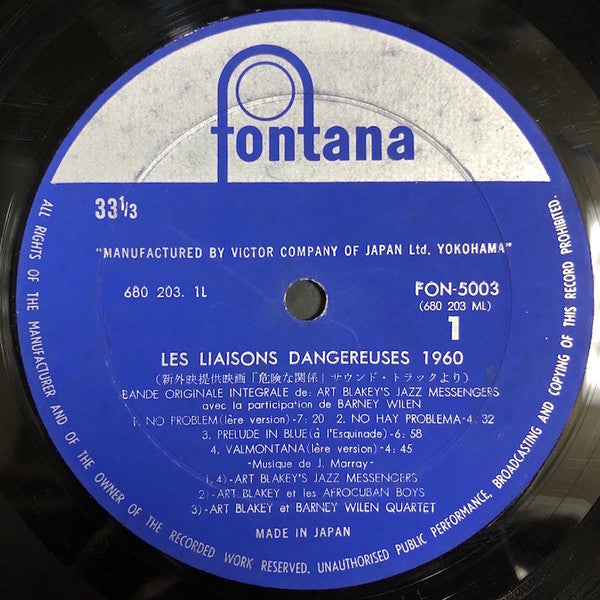 fontana
33 1/3
"MANUFACTURED BY VICTOR COMPANY OF JAPAN Ltd. YOKOHAMA"
680 203. 1L
FON-5003
(680 203 ML)
1
LES LIAISONS DANGEREUSES 1960
(新外映提供映画「危険な関係」サウンド・トラックより)
BANDE ORIGINALE INTEGRALE de: ART BLAKEY'S JAZZ MESSENGERS
avec la participation de BARNEY WILEN
1. NO PROBLEM (1ère version)-7: 20 2. NO HAY PROBLEMA-4. 32
3. PRELUDE IN BLUE (à l'Esquinade)-6: 58
4. VALMONTANA (1ère version)-4: 45
-Musique de J. Marray-
1. 4)-ART BLAKEY'S JAZZ MESSENGERS
2)-ART BLAKEY et les AFROCUBAN BOYS
3)-ART BLAKEY et BARNEY WILEN QUARTET
MADE IN JAPAN
ALL RIGHTS OF THE MANUFACTURER AND OF THE OWNER OF THE RECORDED WORK RESERVED. UNAUTHORISED PUBLIC PERFORMANCE, BROADCASTING AND COPYING OF THIS RECORD PROHIBITED.